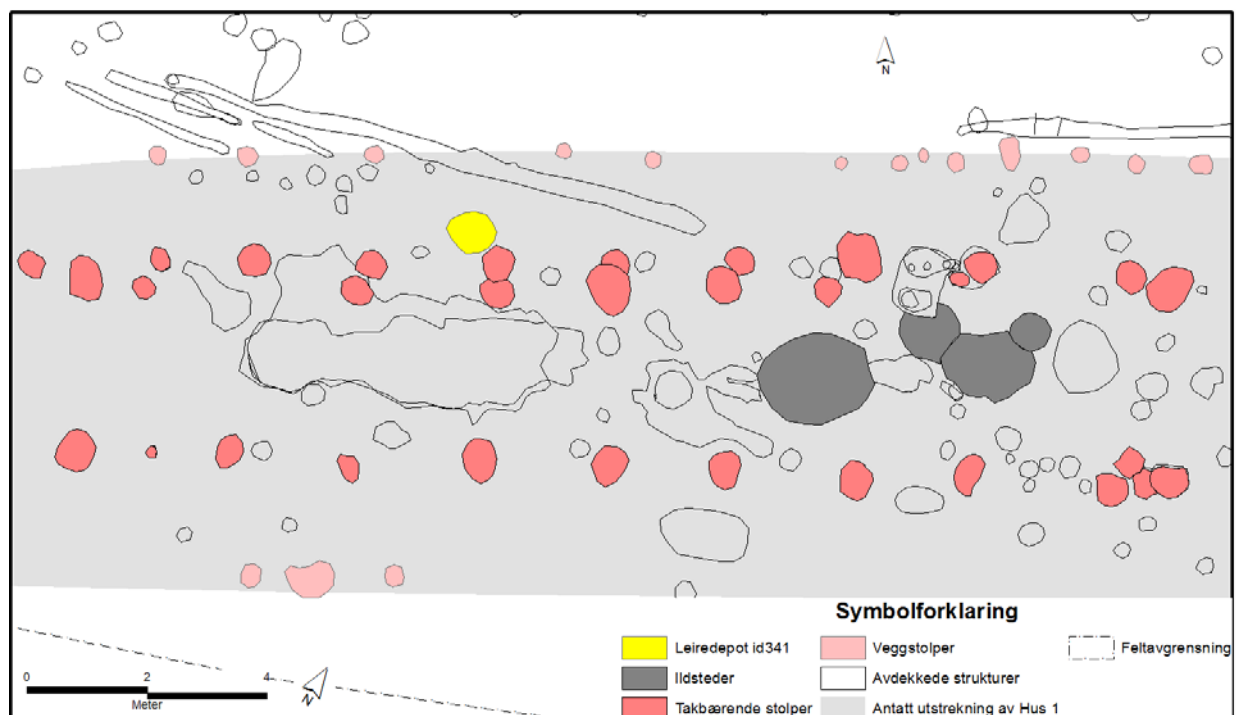 N
Symbolforklaring
Leiredepot id341
Veggstolper
Feltavgrensning
Ildsteder
Avdekkede strukturer
Takbærende stolper
Antatt utstrekning av Hus 1
0 2 4
Meter
N